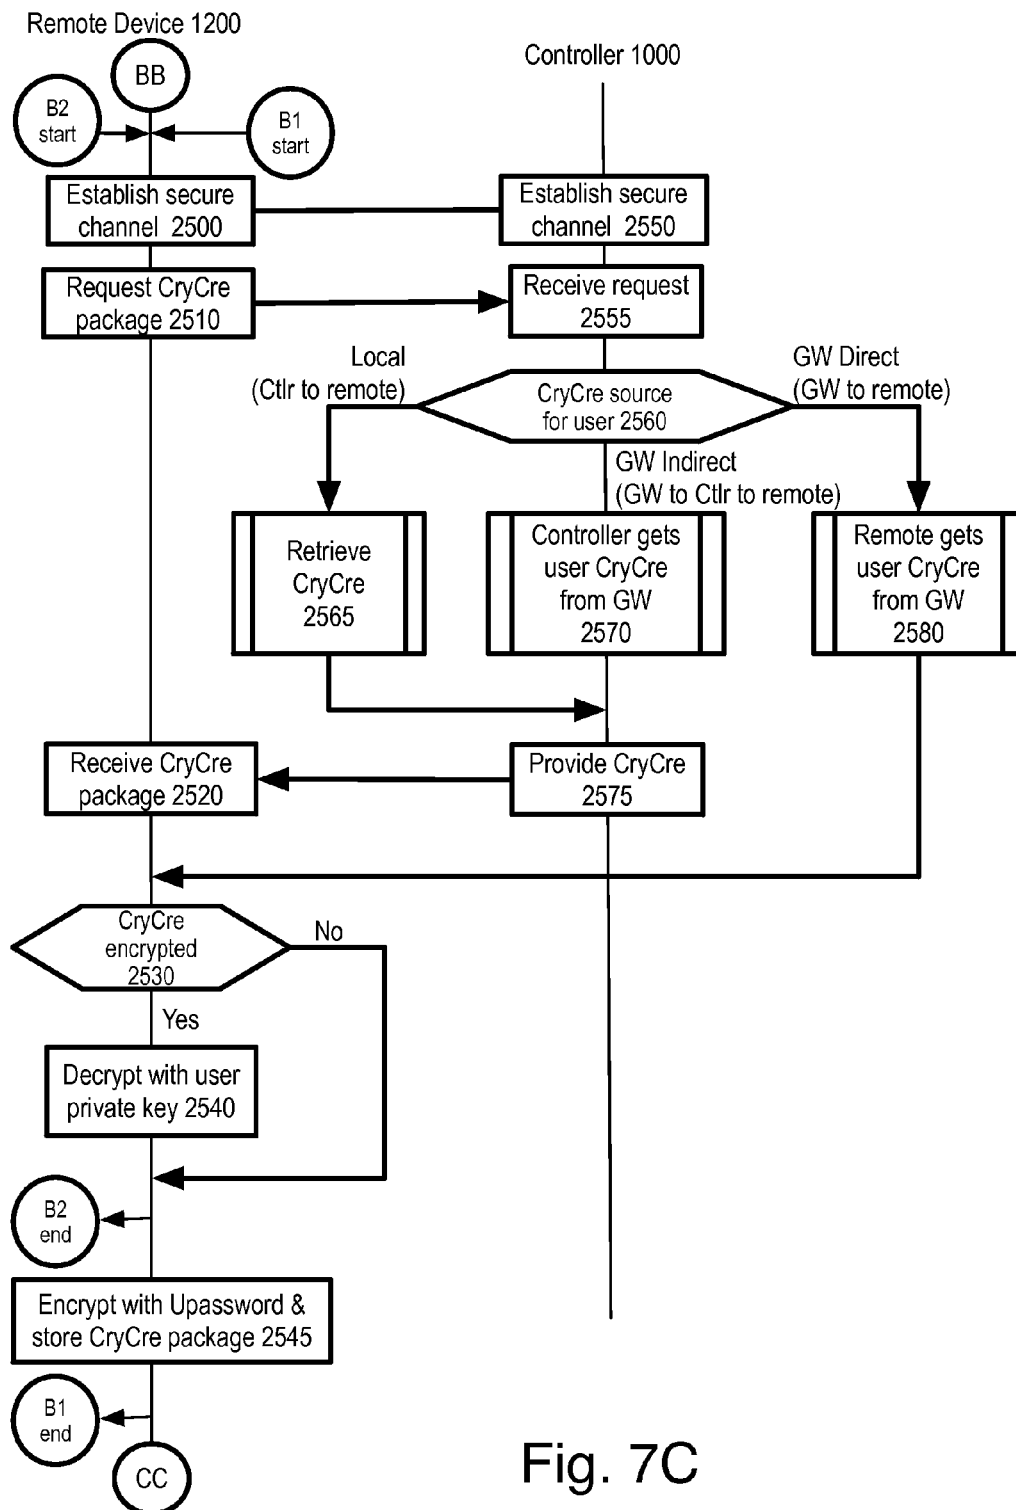 Remote Device 1200
BB
Controller 1000
B2
start
B1
start
Establish secure
channel 2500
Establish secure
channel 2550
Request CryCre
package 2510
Receive request
2555
Local
(Ctlr to remote)
GW Direct
(GW to remote)
CryCre source
for user 2560
GW Indirect
(GW to Ctlr to remote)
Retrieve
CryCre
2565
Controller gets
user CryCre
from GW
2570
Remote gets
user CryCre
from GW
2580
Receive CryCre
package 2520
Provide CryCre
2575
CryCre
encrypted
2530
No
Yes
Decrypt with user
private key 2540
B2
end
Encrypt with Upassword &
store CryCre package 2545
B1
end
CC
Fig. 7C